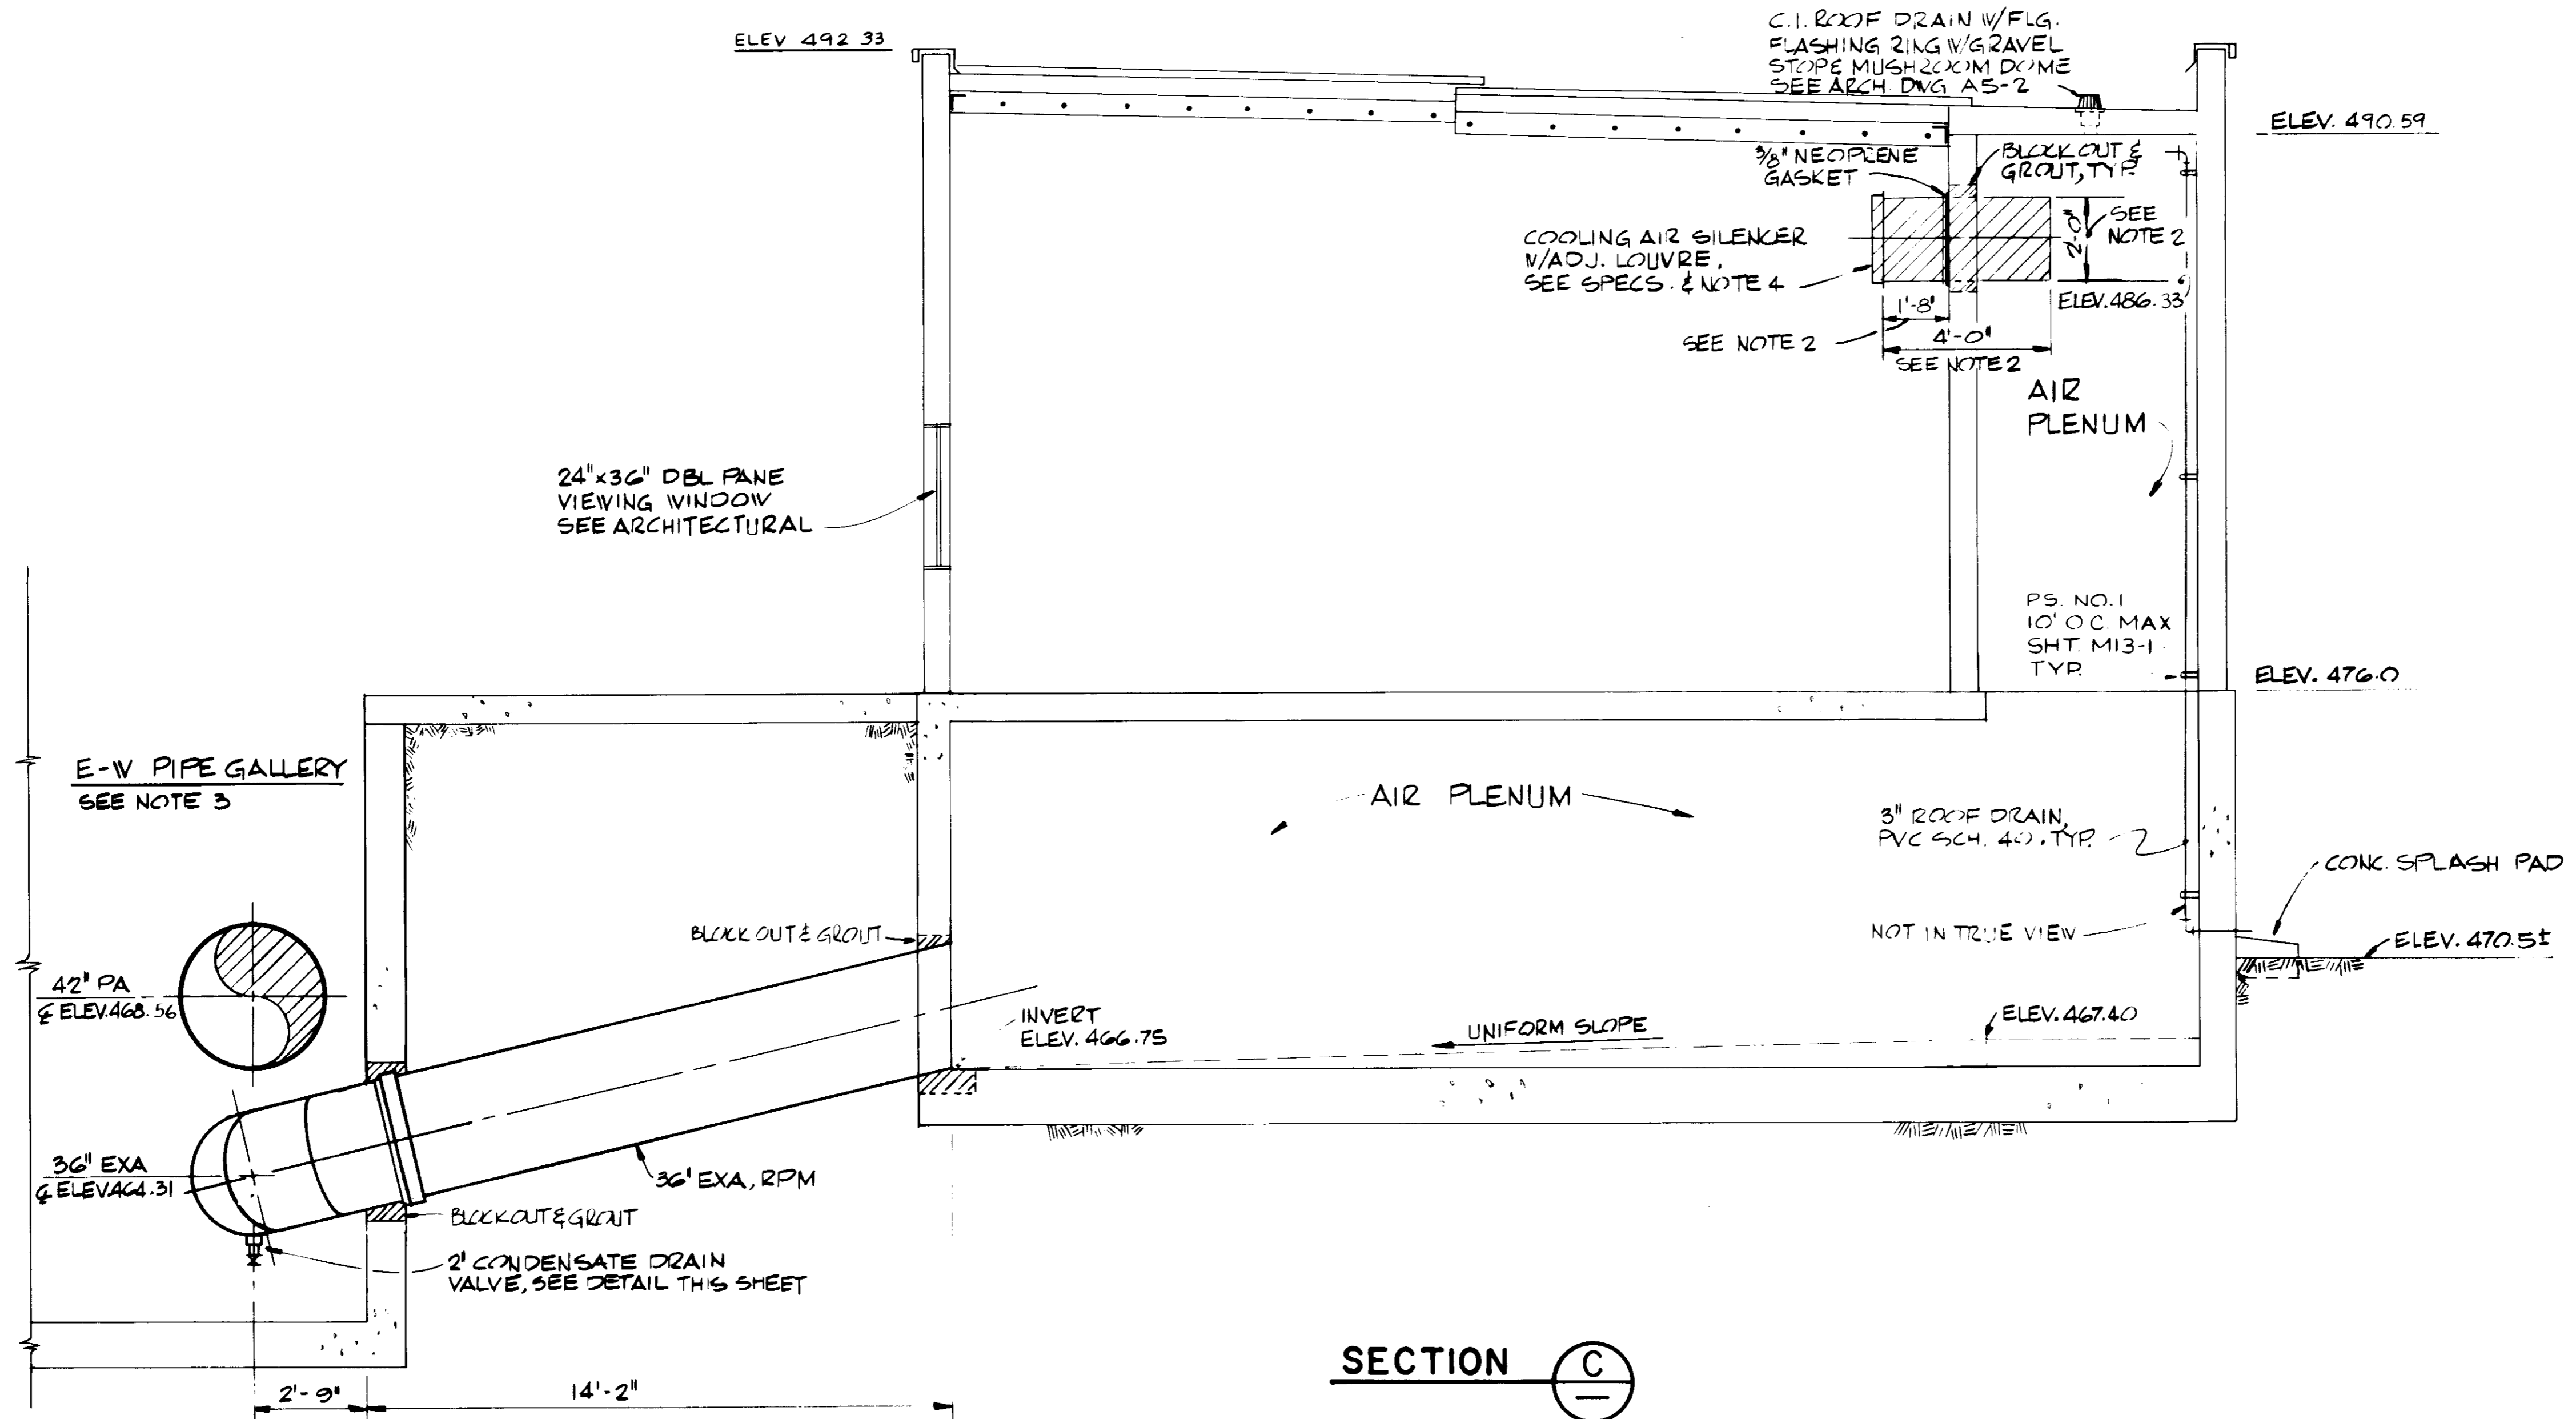 C.I. ROOF DRAIN W/FLG.
FLASHING RING W/GRAVEL
STOP & MUSHROOM DOME
SEE ARCH. DWG A5-2
ELEV 492 33
ELEV. 490.59
3/8" NEOPRENE
GASKET
BLOCK OUT &
GROUT, TYP.
COOLING AIR SILENCER
W/ADJ. LOUVRE,
SEE SPECS. & NOTE 4
2'-0"
SEE
NOTE 2
ELEV. 486.33
1'-8"
SEE NOTE 2
4'-0"
SEE NOTE 2
AIR
PLENUM
24"x36" DBL PANE
VIEWING WINDOW
SEE ARCHITECTURAL
PS. NO. 1
10' O C. MAX
SHT. M13-1
TYP.
ELEV. 476.0
E-W PIPE GALLERY
SEE NOTE 3
AIR PLENUM
3" ROOF DRAIN,
PVC SCH. 40, TYP.
CONC. SPLASH PAD
BLOCK OUT & GROUT
NOT IN TRUE VIEW
ELEV. 470.5±
42" PA
℄ ELEV. 468.56
INVERT
ELEV. 466.75
UNIFORM SLOPE
ELEV. 467.40
36" EXA
℄ ELEV. 464.31
36" EXA, RPM
BLOCKOUT & GROUT
2" CONDENSATE DRAIN
VALVE, SEE DETAIL THIS SHEET
SECTION C
2'-9"
14'-2"